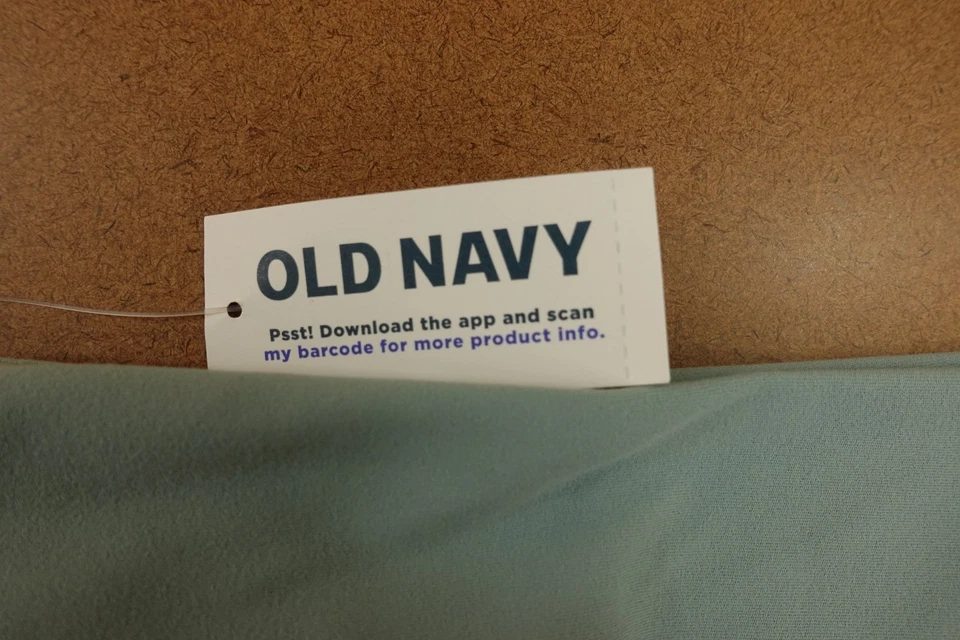 OLD NAVY
Psst! Download the app and scan
my barcode for more product info.